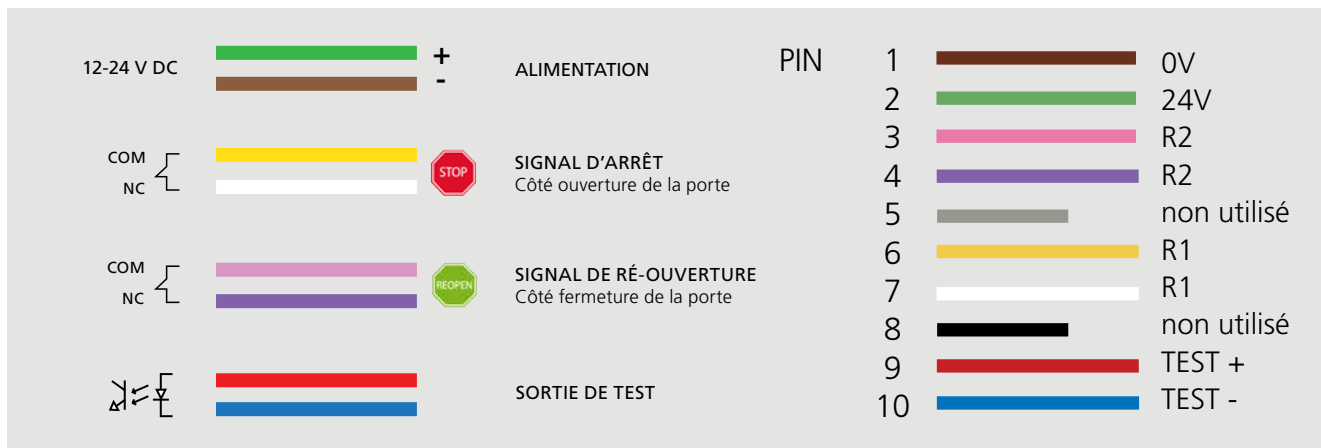 12-24 V DC + - ALIMENTATION
COM NC STOP SIGNAL D'ARRÊT
Côté ouverture de la porte
COM NC REOPEN SIGNAL DE RÉ-OUVERTURE
Côté fermeture de la porte
SORTIE DE TEST
PIN 1 0V
2 24V
3 R2
4 R2
5 non utilisé
6 R1
7 R1
8 non utilisé
9 TEST +
10 TEST -